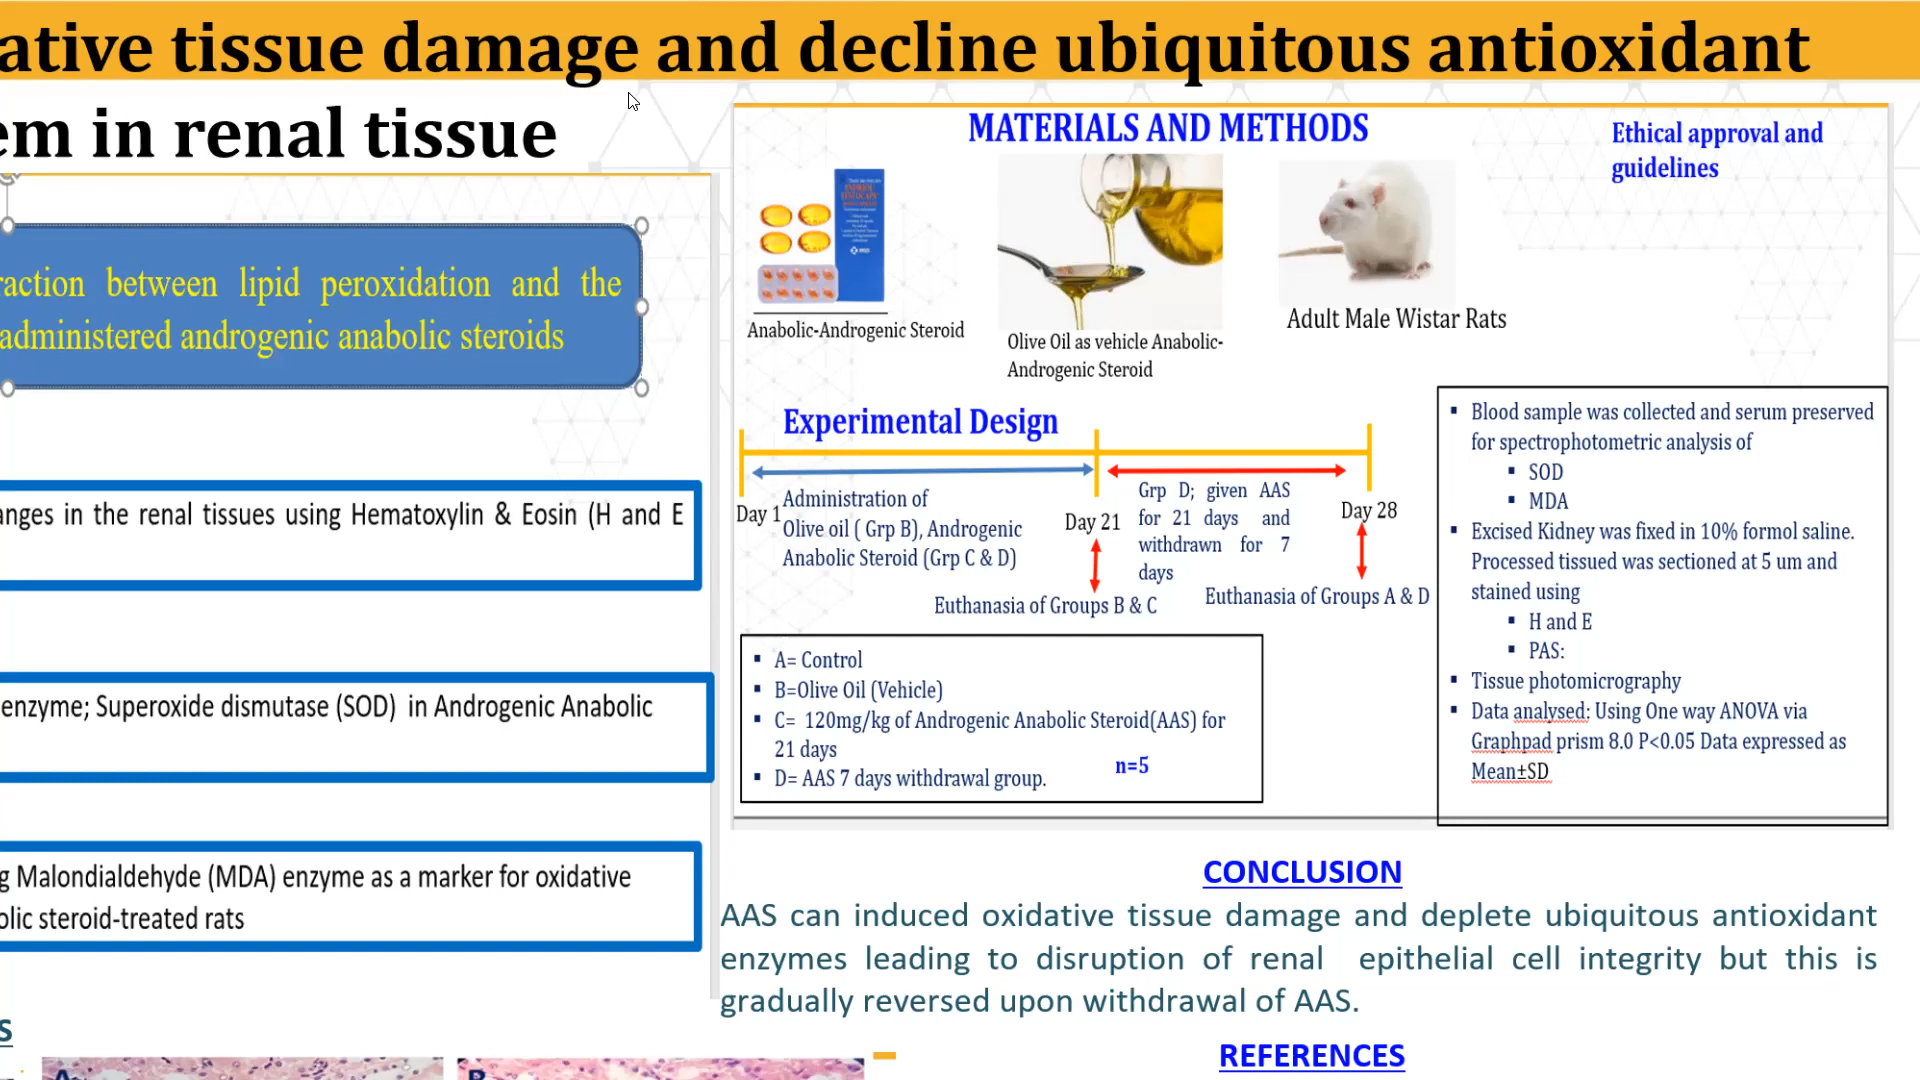 ative tissue damage and decline ubiquitous antioxidant
em in renal tissue
raction between lipid peroxidation and the
administered androgenic anabolic steroids
anges in the renal tissues using Hematoxylin & Eosin (H and E
enzyme; Superoxide dismutase (SOD) in Androgenic Anabolic
g Malondialdehyde (MDA) enzyme as a marker for oxidative
olic steroid-treated rats
S
A
B
MATERIALS AND METHODS
Ethical approval and
guidelines
MSD
Anabolic-Androgenic Steroid
Olive Oil as vehicle Anabolic-
Androgenic Steroid
Adult Male Wistar Rats
Experimental Design
Day 1
Administration of
Olive oil ( Grp B), Androgenic
Anabolic Steroid (Grp C & D)
Day 21
Grp D; given AAS
for 21 days and
withdrawn for 7
days
Day 28
Euthanasia of Groups B & C
Euthanasia of Groups A & D
▪ A= Control
▪ B=Olive Oil (Vehicle)
▪ C= 120mg/kg of Androgenic Anabolic Steroid(AAS) for
21 days
▪ D= AAS 7 days withdrawal group.
n=5
▪ Blood sample was collected and serum preserved
for spectrophotometric analysis of
▪ SOD
▪ MDA
▪ Excised Kidney was fixed in 10% formol saline.
Processed tissued was sectioned at 5 um and
stained using
▪ H and E
▪ PAS:
▪ Tissue photomicrography
▪ Data analysed: Using One way ANOVA via
Graphpad prism 8.0 P<0.05 Data expressed as
Mean±SD
CONCLUSION
AAS can induced oxidative tissue damage and deplete ubiquitous antioxidant
enzymes leading to disruption of renal epithelial cell integrity but this is
gradually reversed upon withdrawal of AAS.
REFERENCES